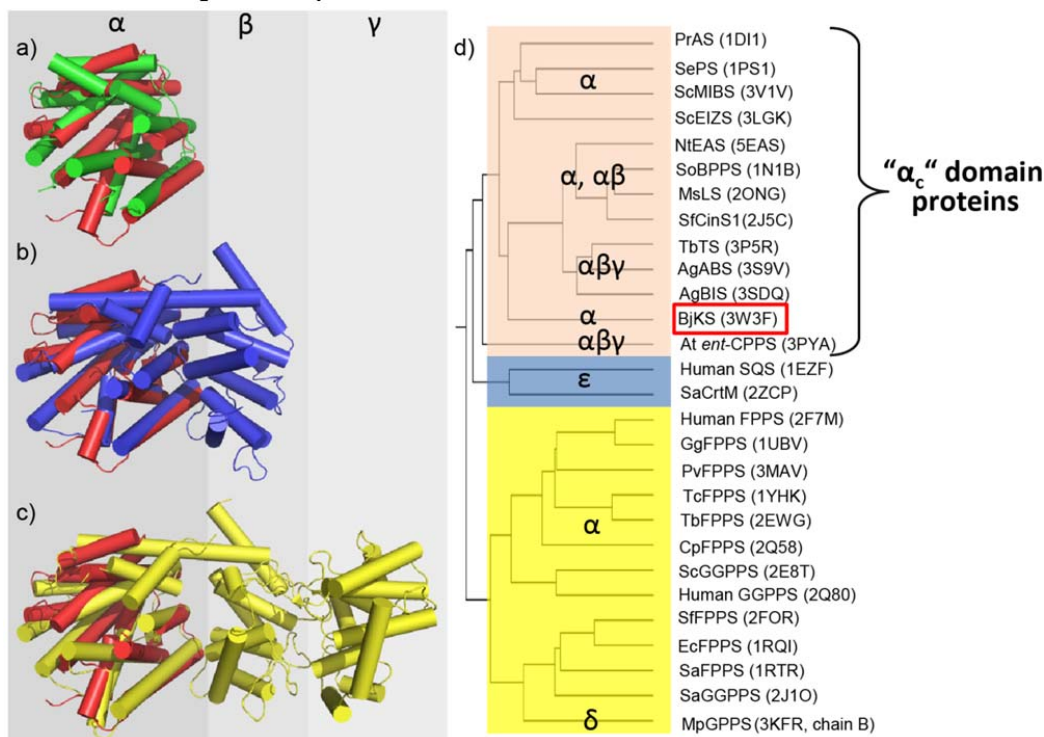 α β γ
a)
b)
c)
d)
PrAS (1DI1)
SePS (1PS1)
α
ScMIBS (3V1V)
ScEIZS (3LGK)
NtEAS (5EAS)
α, αβ
SoBPPS (1N1B)
MsLS (2ONG)
SfCinS1(2J5C)
TbTS (3P5R)
αβγ
AgABS (3S9V)
AgBIS (3SDQ)
α
BjKS (3W3F)
αβγ
At ent-CPPS (3PYA)
"αc" domain
proteins
Human SQS (1EZF)
ε
SaCrtM (2ZCP)
Human FPPS (2F7M)
GgFPPS (1UBV)
PvFPPS (3MAV)
TcFPPS (1YHK)
α
TbFPPS (2EWG)
CpFPPS (2Q58)
ScGGPPS (2E8T)
Human GGPPS (2Q80)
SfFPPS (2FOR)
EcFPPS (1RQI)
SaFPPS (1RTR)
SaGGPPS (2J1O)
δ
MpGPPS (3KFR, chain B)